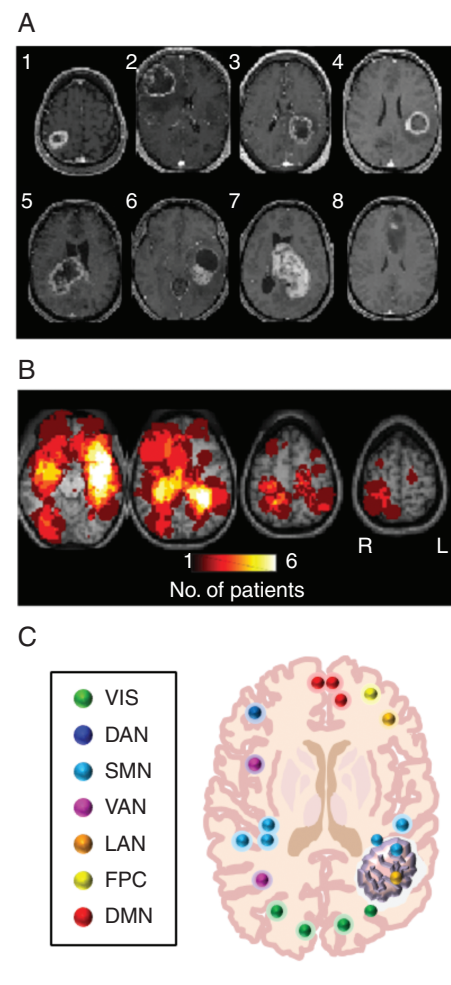 A
1 2 3 4
5 6 7 8
B
R L
1 6
No. of patients
C
VIS
DAN
SMN
VAN
LAN
FPC
DMN